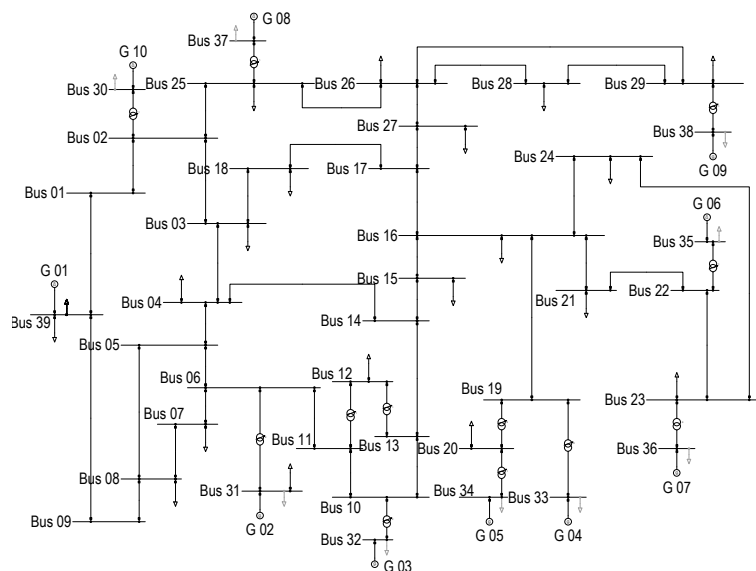 G 08
Bus 37
G 10
Bus 25
Bus 26
Bus 28
Bus 29
Bus 30
Bus 27
Bus 38
Bus 02
Bus 18
Bus 17
Bus 24
G 09
Bus 01
G 06
Bus 03
Bus 16
Bus 35
G 01
Bus 15
Bus 04
Bus 21
Bus 22
Bus 39
Bus 14
Bus 05
Bus 12
Bus 06
Bus 19
Bus 23
Bus 07
Bus 11
Bus 13
Bus 20
Bus 36
Bus 08
Bus 31
Bus 10
Bus 34
Bus 33
G 07
Bus 09
G 02
Bus 32
G 05
G 04
G 03